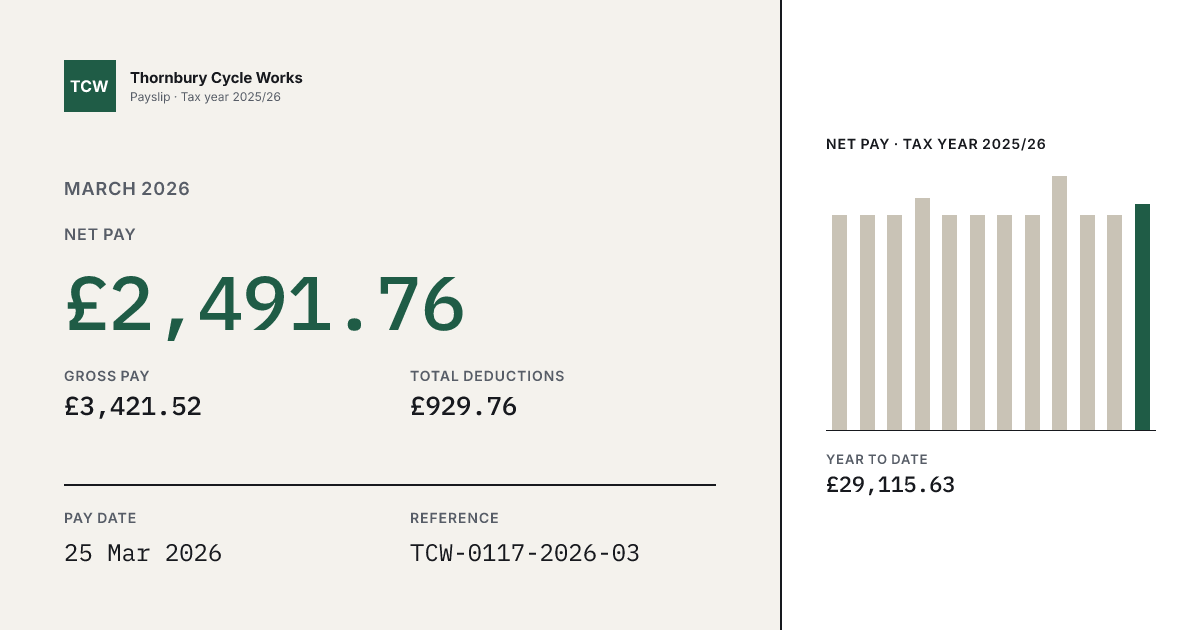 TCW
Thornbury Cycle Works
Payslip · Tax year 2025/26
MARCH 2026
NET PAY
£2,491.76
GROSS PAY
£3,421.52
TOTAL DEDUCTIONS
£929.76
PAY DATE
25 Mar 2026
REFERENCE
TCW-0117-2026-03
NET PAY · TAX YEAR 2025/26
YEAR TO DATE
£29,115.63